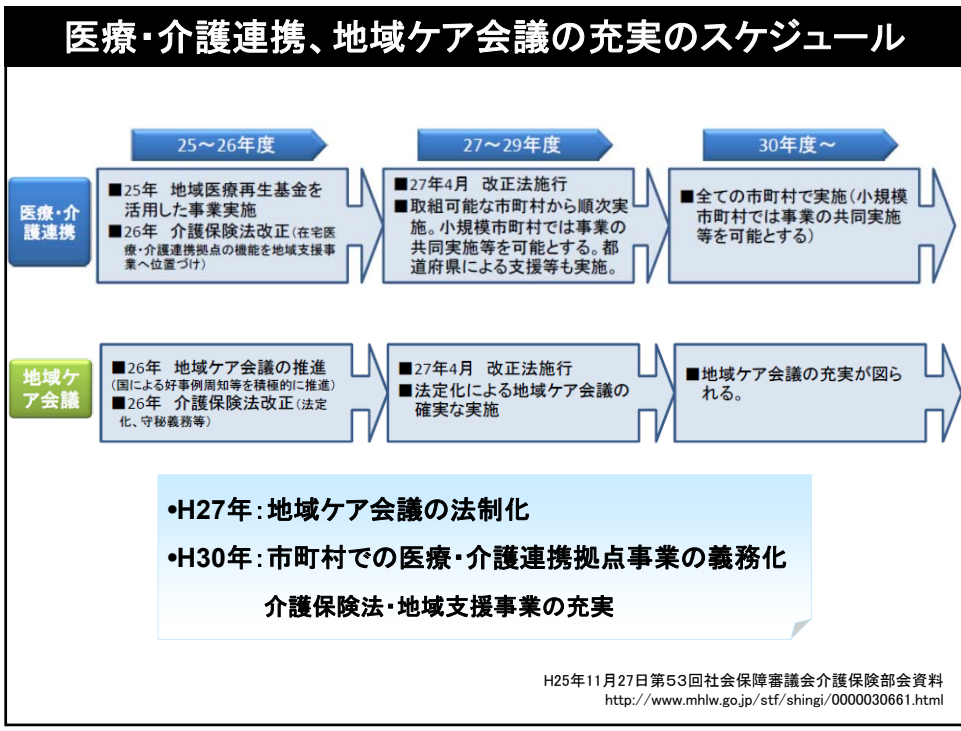 医療・介護連携、地域ケア会議の充実のスケジュール
25～26年度
27～29年度
30年度～
医療・介
護連携
■25年 地域医療再生基金を
活用した事業実施
■26年 介護保険法改正(在宅医
療・介護連携拠点の機能を地域支援事
業へ位置づけ)
■27年4月 改正法施行
■取組可能な市町村から順次実
施。小規模市町村では事業の
共同実施等を可能とする。都
道府県による支援等も実施。
■全ての市町村で実施(小規模
市町村では事業の共同実施
等を可能とする)
地域ケ
ア会議
■26年 地域ケア会議の推進
(国による好事例周知等を積極的に推進)
■26年 介護保険法改正(法定
化、守秘義務等)
■27年4月 改正法施行
■法定化による地域ケア会議の
確実な実施
■地域ケア会議の充実が図ら
れる。
•H27年：地域ケア会議の法制化
•H30年：市町村での医療・介護連携拠点事業の義務化
介護保険法・地域支援事業の充実
H25年11月27日第５３回社会保障審議会介護保険部会資料
http://www.mhlw.go.jp/stf/shingi/0000030661.html